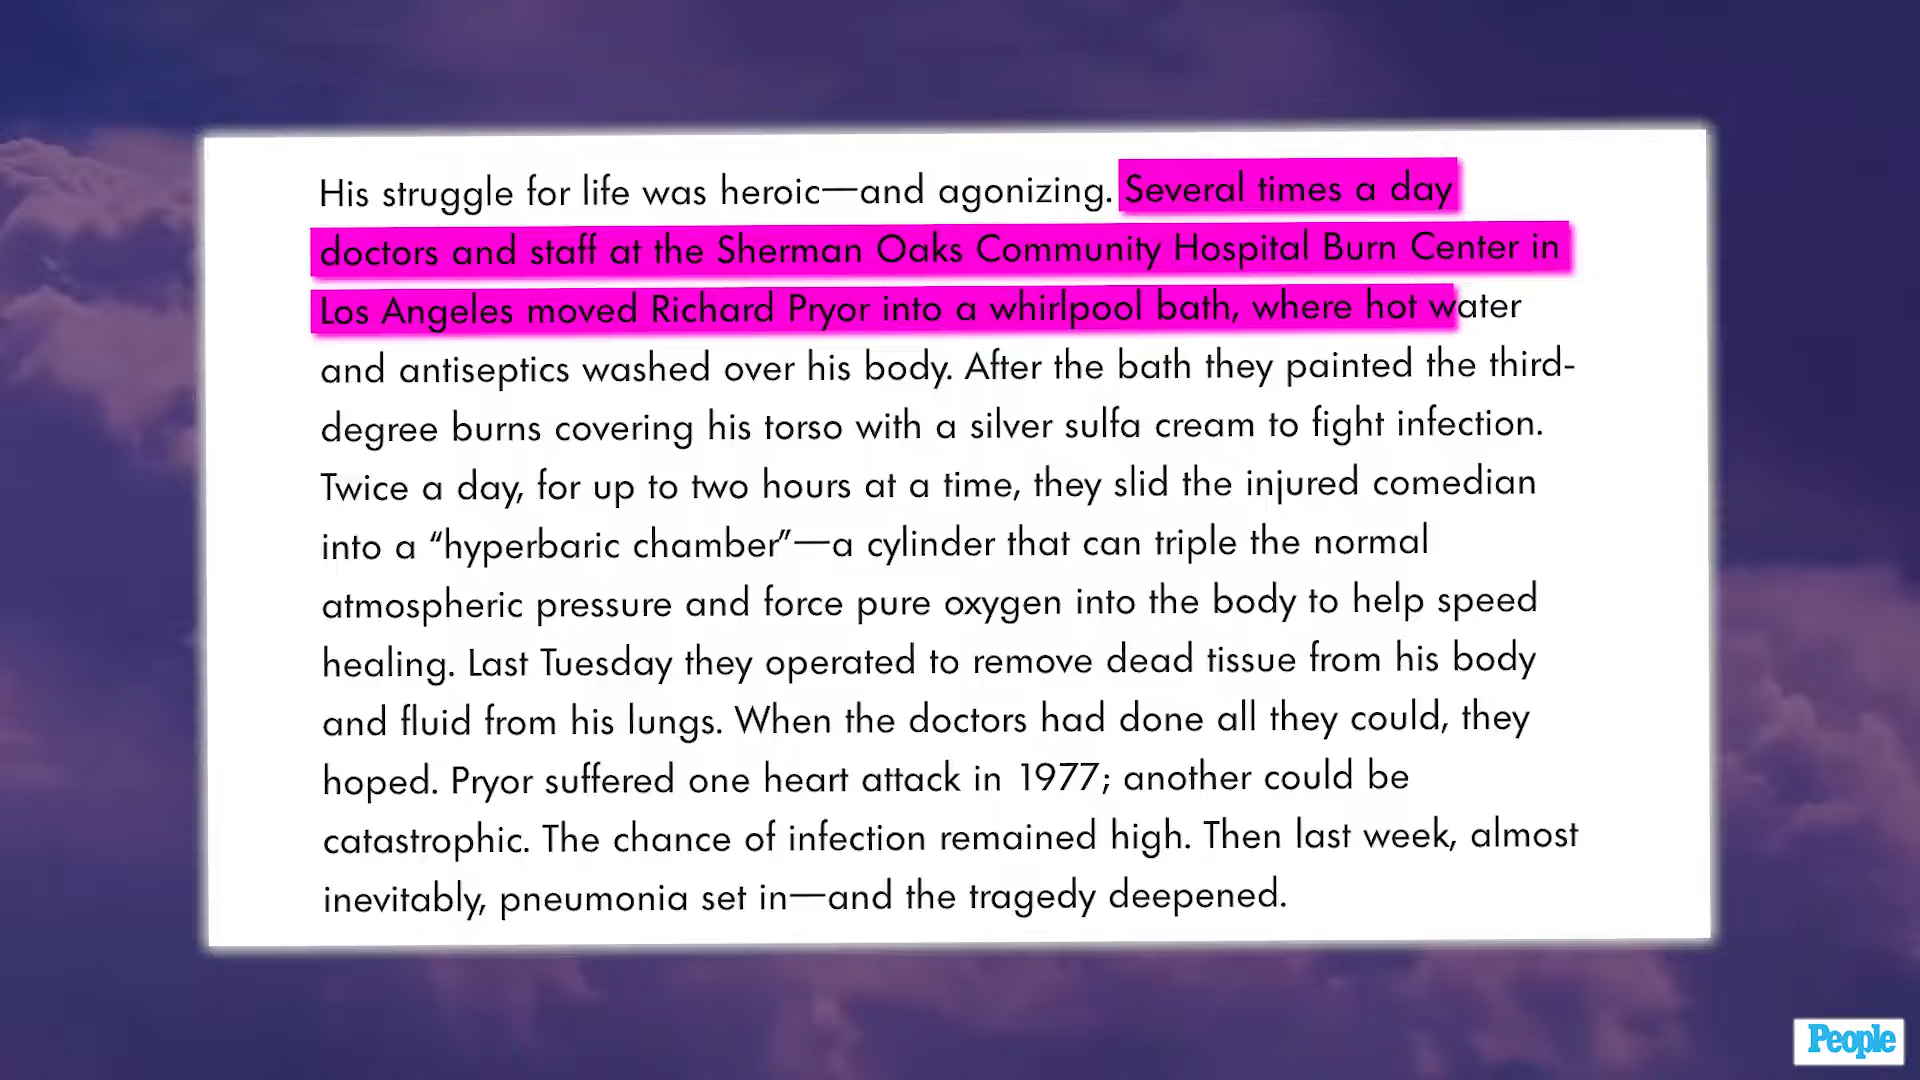 His struggle for life was heroic—and agonizing. Several times a day
doctors and staff at the Sherman Oaks Community Hospital Burn Center in
Los Angeles moved Richard Pryor into a whirlpool bath, where hot water
and antiseptics washed over his body. After the bath they painted the third-
degree burns covering his torso with a silver sulfa cream to fight infection.
Twice a day, for up to two hours at a time, they slid the injured comedian
into a “hyperbaric chamber”—a cylinder that can triple the normal
atmospheric pressure and force pure oxygen into the body to help speed
healing. Last Tuesday they operated to remove dead tissue from his body
and fluid from his lungs. When the doctors had done all they could, they
hoped. Pryor suffered one heart attack in 1977; another could be
catastrophic. The chance of infection remained high. Then last week, almost
inevitably, pneumonia set in—and the tragedy deepened.
People